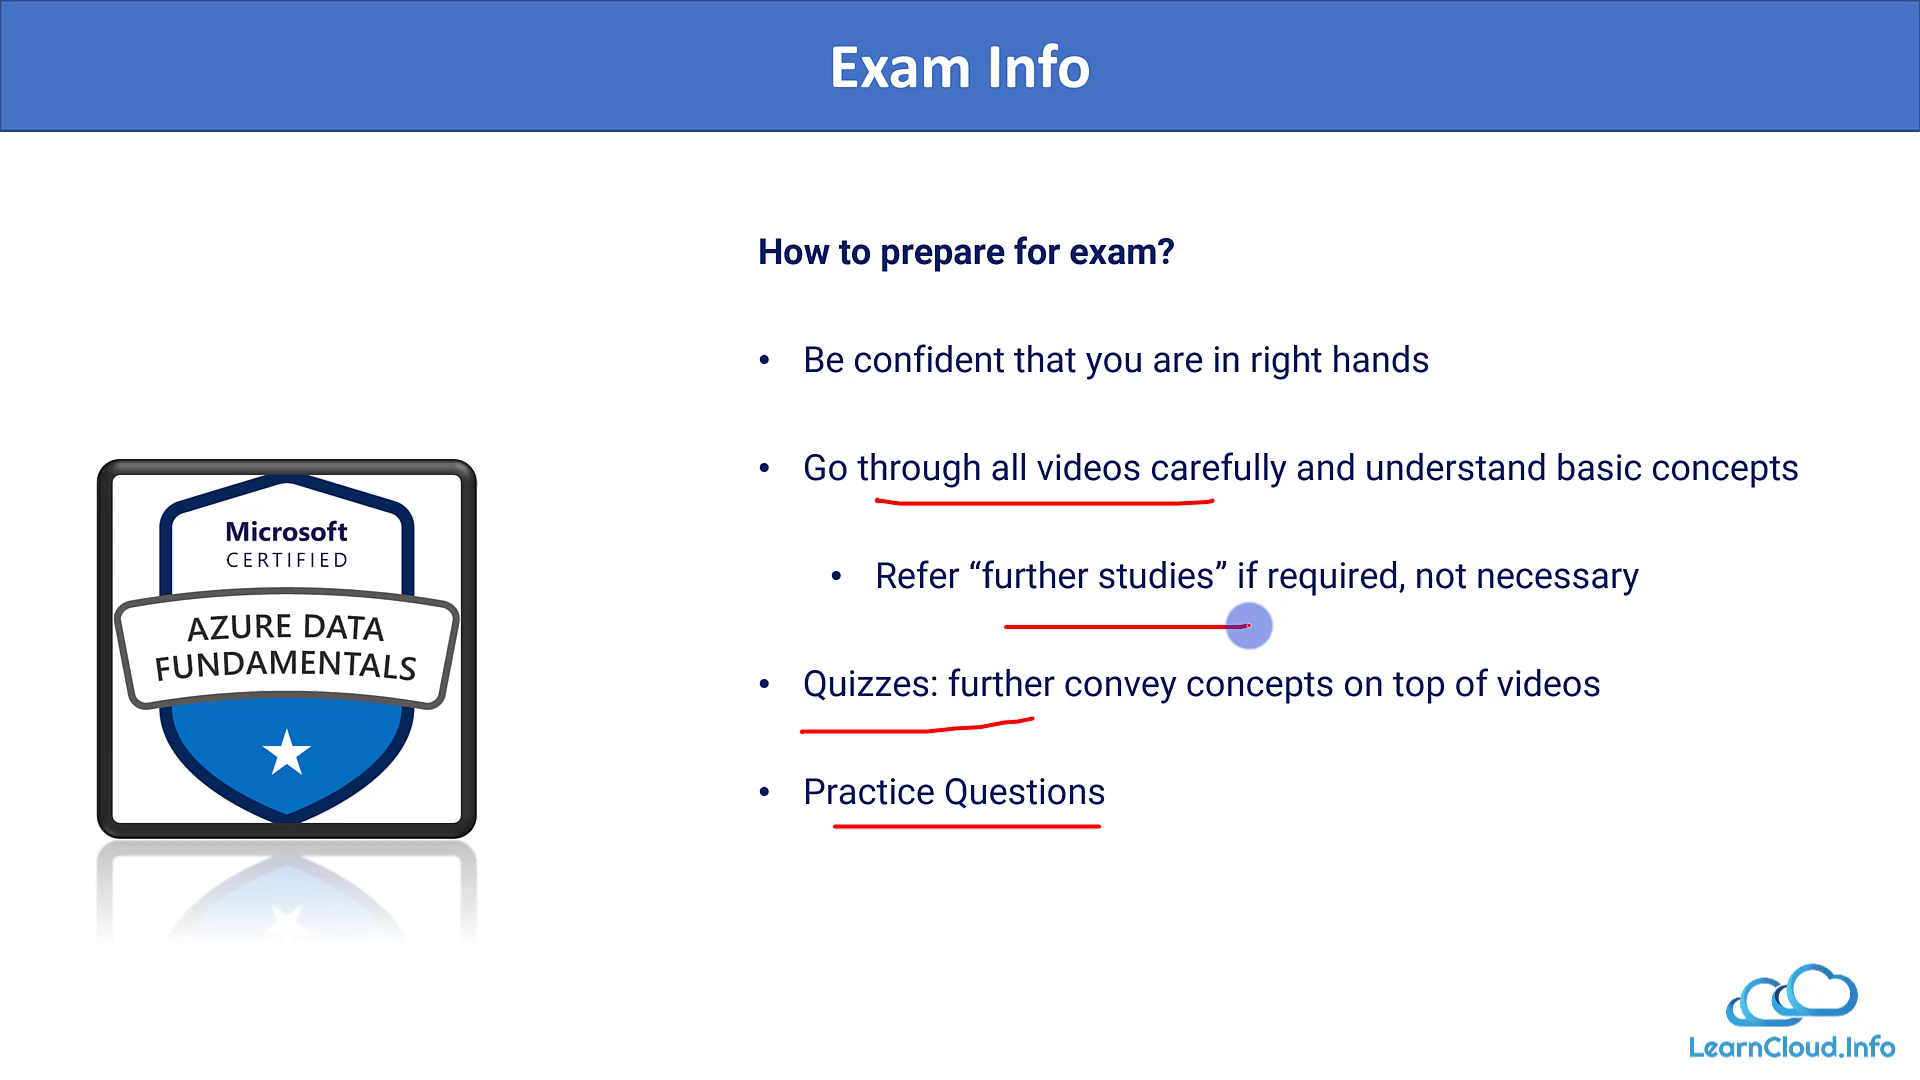 Exam Info
How to prepare for exam?
• Be confident that you are in right hands
• Go through all videos carefully and understand basic concepts
• Refer “further studies” if required, not necessary
• Quizzes: further convey concepts on top of videos
• Practice Questions
Microsoft
CERTIFIED
AZURE DATA
FUNDAMENTALS
LearnCloud.Info